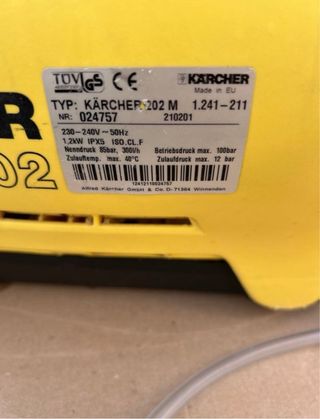 TÜV GS CE KÄRCHER
Made in EU
TYP: KÄRCHER 202 M 1.241-211
NR: 024757 210201
230-240V ~ 50Hz
1.2kW IPX5 ISO.CL.F
Nenndruck 85bar, 300l/h Betriebsdruck max. 100bar
Zulauftemp. max. 40°C Zulaufdruck max. 12 bar
Alfred Kärcher GmbH & Co. D-71364 Winnenden
R
02